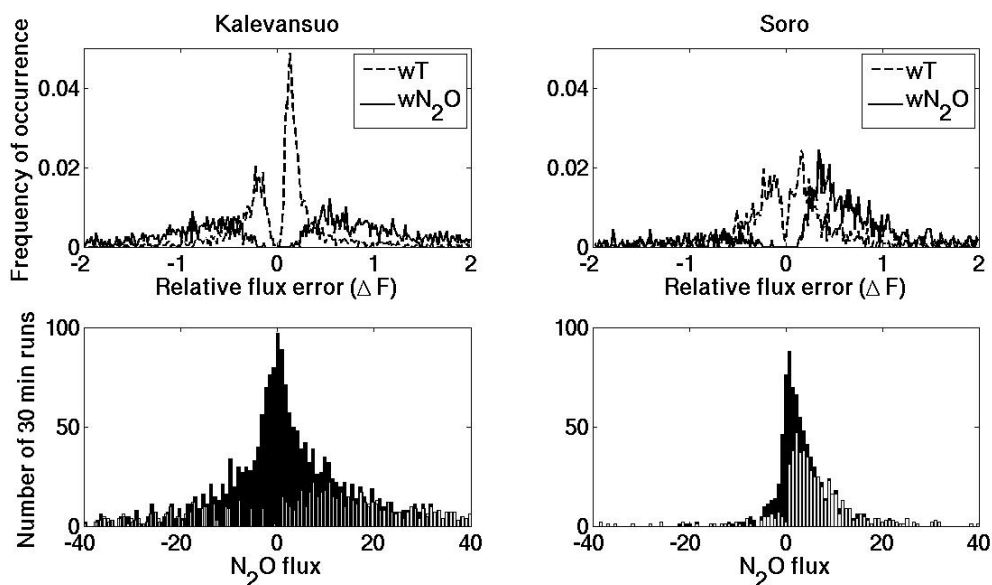 Kalevansuo
Frequency of occurrence
0.04
0.02
0
wT
wN2O
-2 -1 0 1 2
Relative flux error (Δ F)
Soro
0.04
0.02
0
wT
wN2O
-2 -1 0 1 2
Relative flux error (Δ F)
Number of 30 min runs
100
50
0
-40 -20 0 20 40
N2O flux
100
50
0
-40 -20 0 20 40
N2O flux